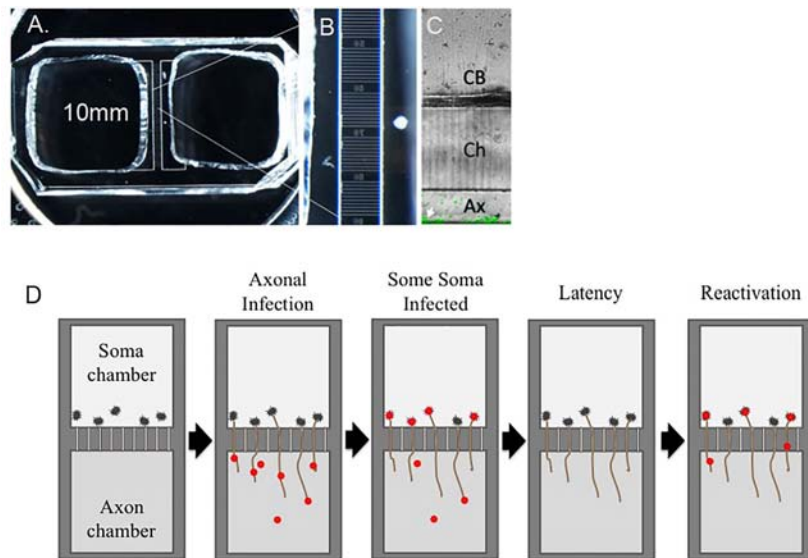 A.
B
C
10mm
CB
Ch
Ax
D
Axonal
Infection
Some Soma
Infected
Latency
Reactivation
Soma
chamber
Axon
chamber